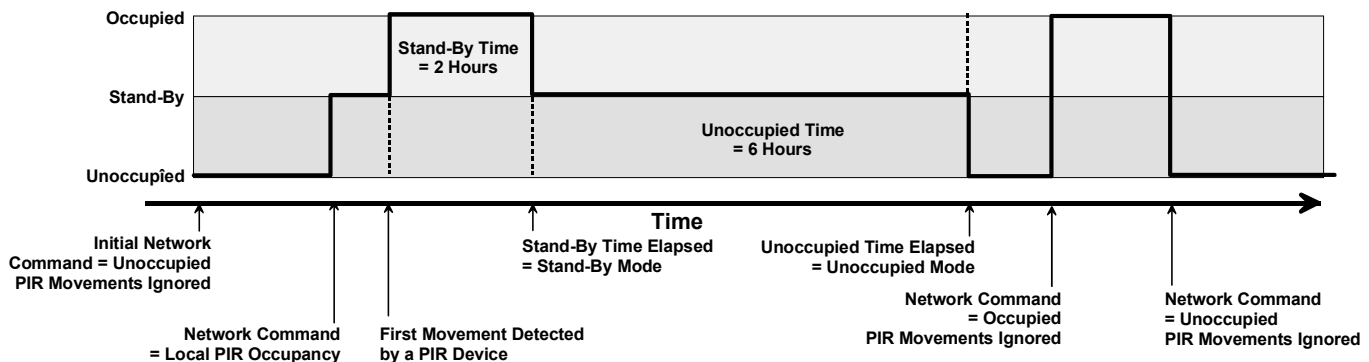 Occupied
Stand-By Time
= 2 Hours
Stand-By
Unoccupied Time
= 6 Hours
Unoccupied
Time
Initial Network
Command = Unoccupied
PIR Movements Ignored
Stand-By Time Elapsed
= Stand-By Mode
Unoccupied Time Elapsed
= Unoccupied Mode
Network Command
= Local PIR Occupancy
First Movement Detected
by a PIR Device
Network Command
= Occupied
PIR Movements Ignored
Network Command
= Unoccupied
PIR Movements Ignored